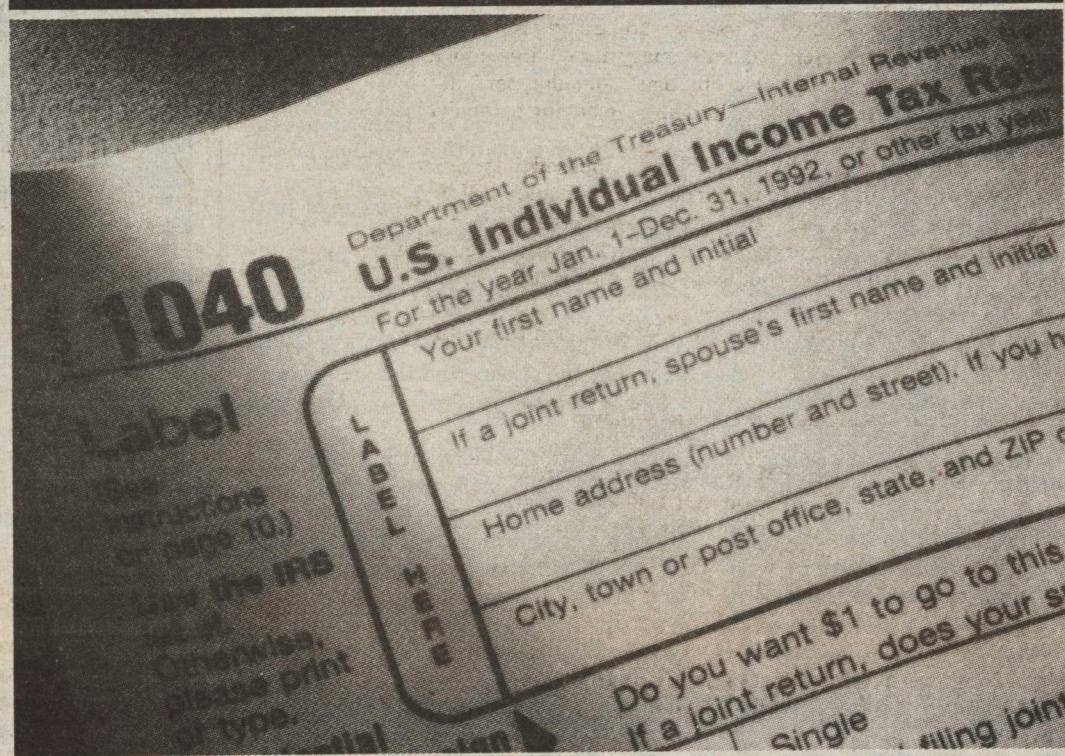 Department of the Treasury—Internal Revenue
1040
U.S. Individual Income Tax
For the year Jan. 1–Dec. 31, 1992, or other tax year
Label
(See
instructions
on page 10.)
the IRS
Otherwise,
please print
or type.
LABEL HERE
Your first name and initial
If a joint return, spouse's first name and initial
Home address (number and street). If you h
City, town or post office, state, and ZIP
Do you want $1 to go to this
If a joint return, does your
Single
filing joint